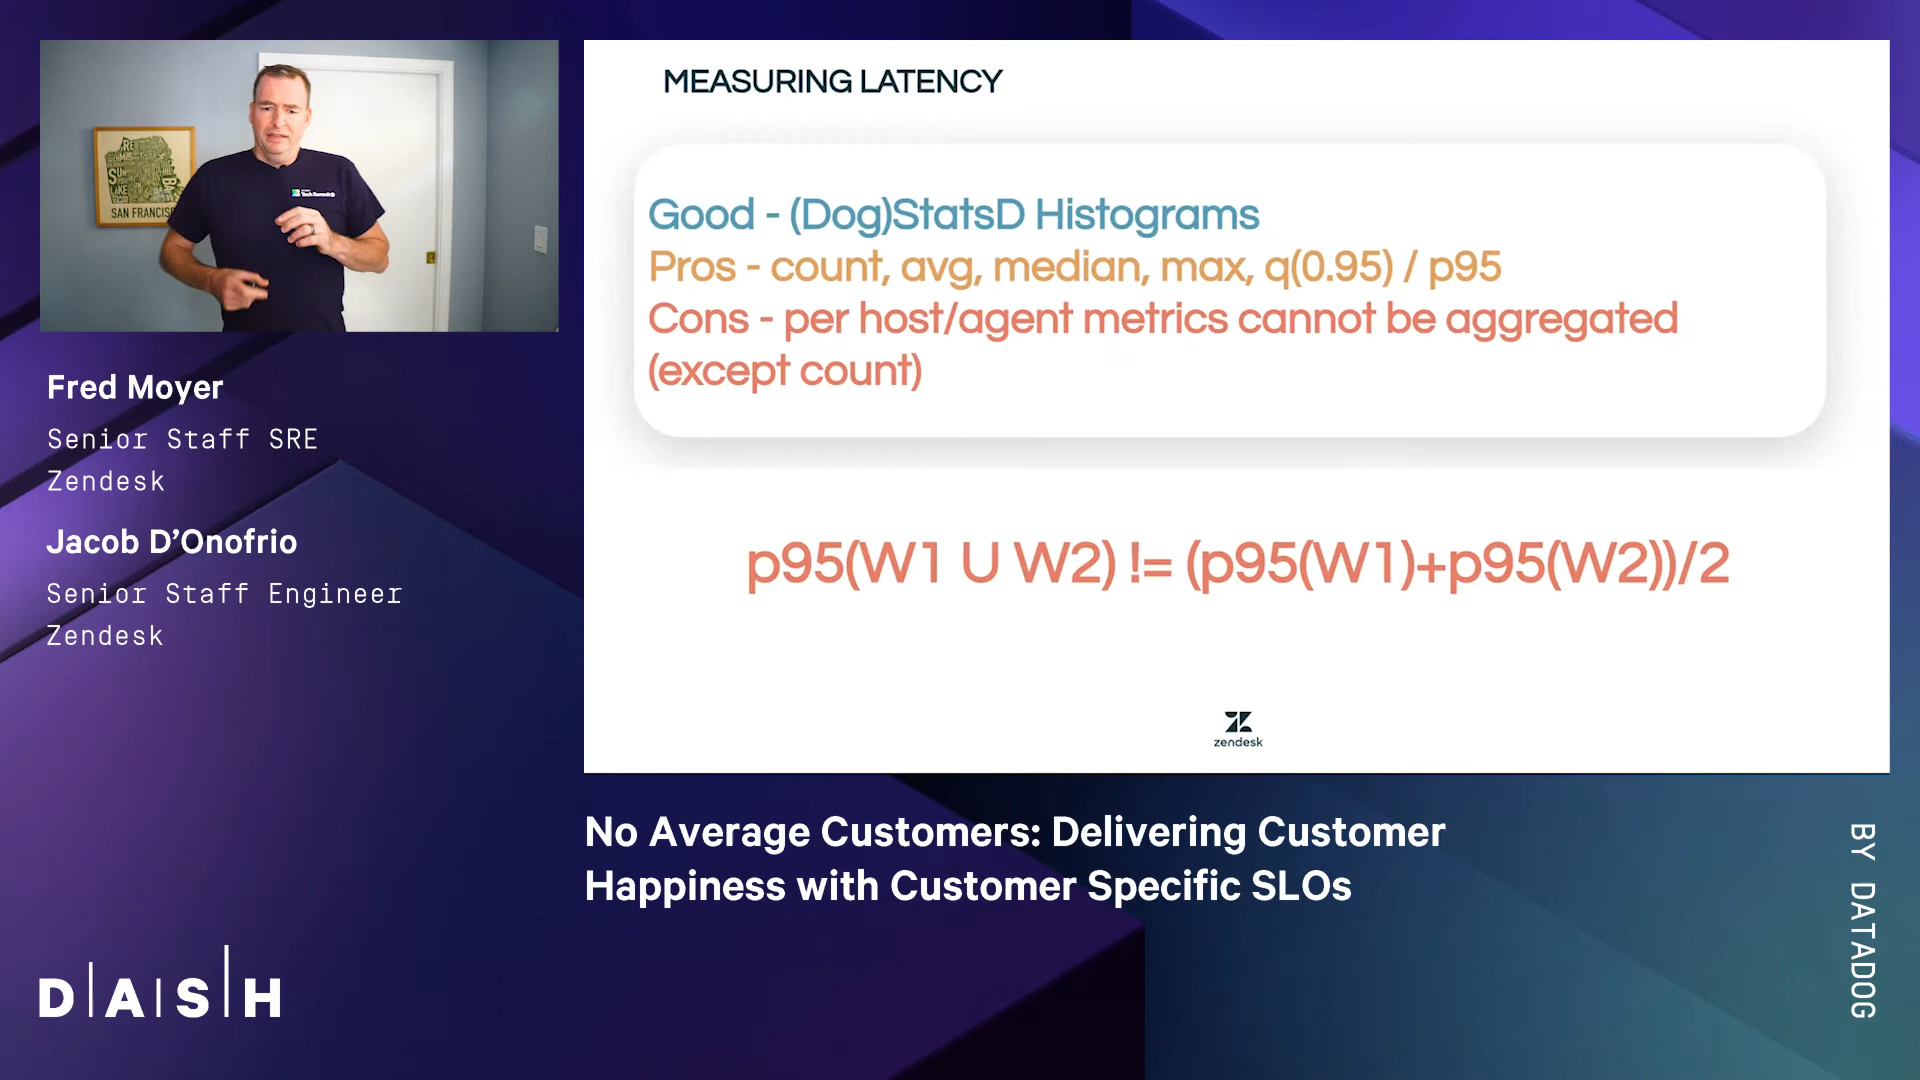 MEASURING LATENCY
Good - (Dog)StatsD Histograms
Pros - count, avg, median, max, q(0.95) / p95
Cons - per host/agent metrics cannot be aggregated
(except count)
p95(W1 U W2) != (p95(W1)+p95(W2))/2
zendesk
SAN FRANCISC
Tech Summit
Fred Moyer
Senior Staff SRE
Zendesk
Jacob D’Onofrio
Senior Staff Engineer
Zendesk
No Average Customers: Delivering Customer
Happiness with Customer Specific SLOs
DASH
BY DATADOG